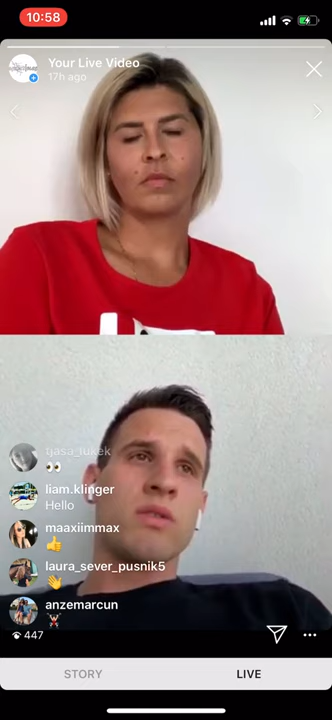 10:58
Your Live Video
17h ago
tjasa_lukek
👀
liam.klinger
Hello
maaxiimmax
👍
laura_sever_pusnik5
👋
anzemarcun
🏋
447
STORY
LIVE